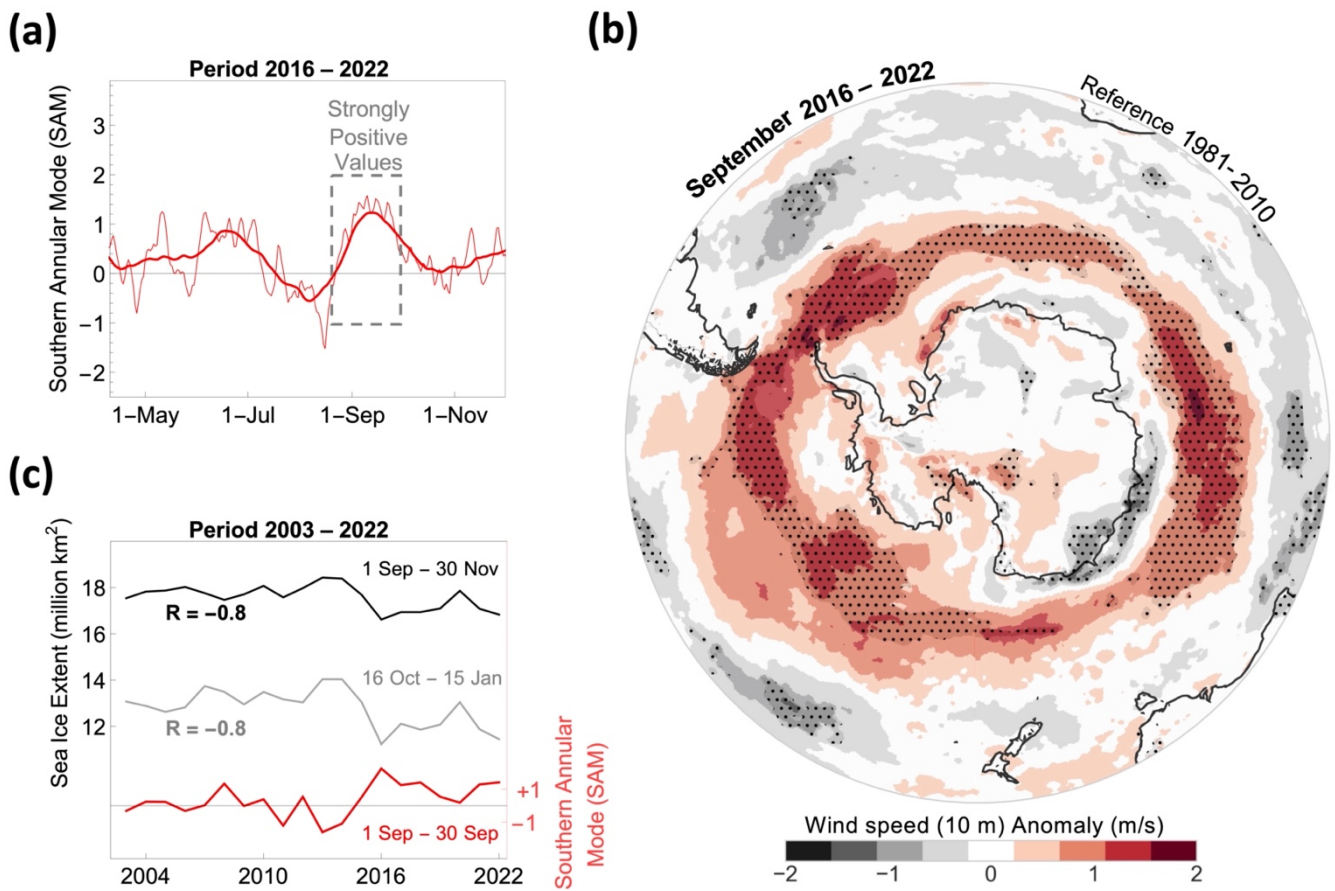 (a)
Period 2016 – 2022
Southern Annular Mode (SAM)
3
2
1
0
−1
−2
Strongly
Positive
Values
1−May
1−Jul
1−Sep
1−Nov
(b)
September 2016 – 2022
Reference 1981-2010
Wind speed (10 m) Anomaly (m/s)
−2
−1
0
1
2
(c)
Period 2003 – 2022
Sea Ice Extent (million km²)
18
16
14
12
1 Sep – 30 Nov
R = −0.8
16 Oct – 15 Jan
R = −0.8
+1
−1
1 Sep – 30 Sep
Southern Annular
Mode (SAM)
2004
2010
2016
2022